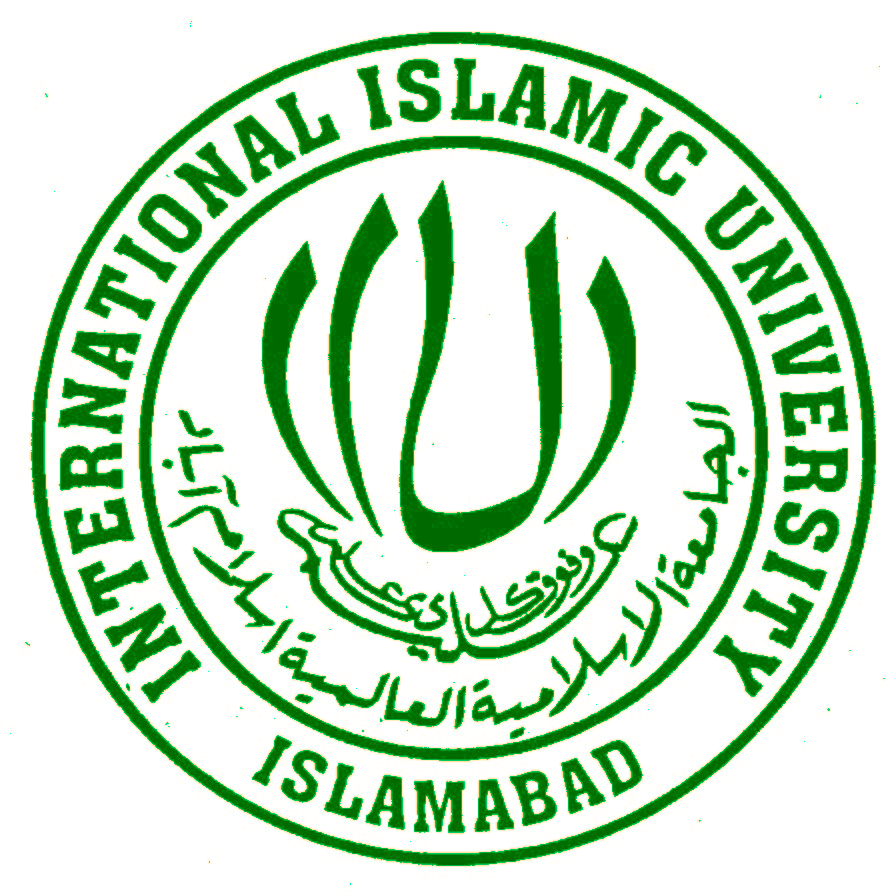 INTERNATIONAL ISLAMIC UNIVERSITY
وفوق كل ذي علم عليم
الجامعة الاسلامية العالمية اسلام آباد
ISLAMABAD